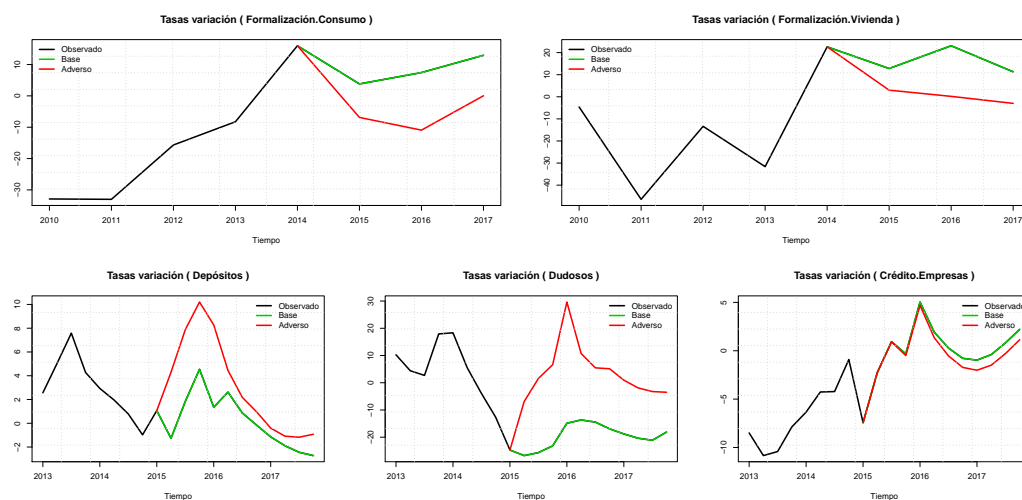 Tasas variación ( Formalización.Consumo )
Observado
Base
Adverso
10
0
-10
-20
-30
2010 2011 2012 2013 2014 2015 2016 2017
Tiempo
Tasas variación ( Formalización.Vivienda )
Observado
Base
Adverso
20
10
0
-10
-20
-30
-40
2010 2011 2012 2013 2014 2015 2016 2017
Tiempo
Tasas variación ( Depósitos )
Observado
Base
Adverso
10
8
6
4
2
0
-2
2013 2014 2015 2016 2017
Tiempo
Tasas variación ( Dudosos )
Observado
Base
Adverso
30
20
10
0
-20
2013 2014 2015 2016 2017
Tiempo
Tasas variación ( Crédito.Empresas )
Observado
Base
Adverso
5
0
-5
-10
2013 2014 2015 2016 2017
Tiempo